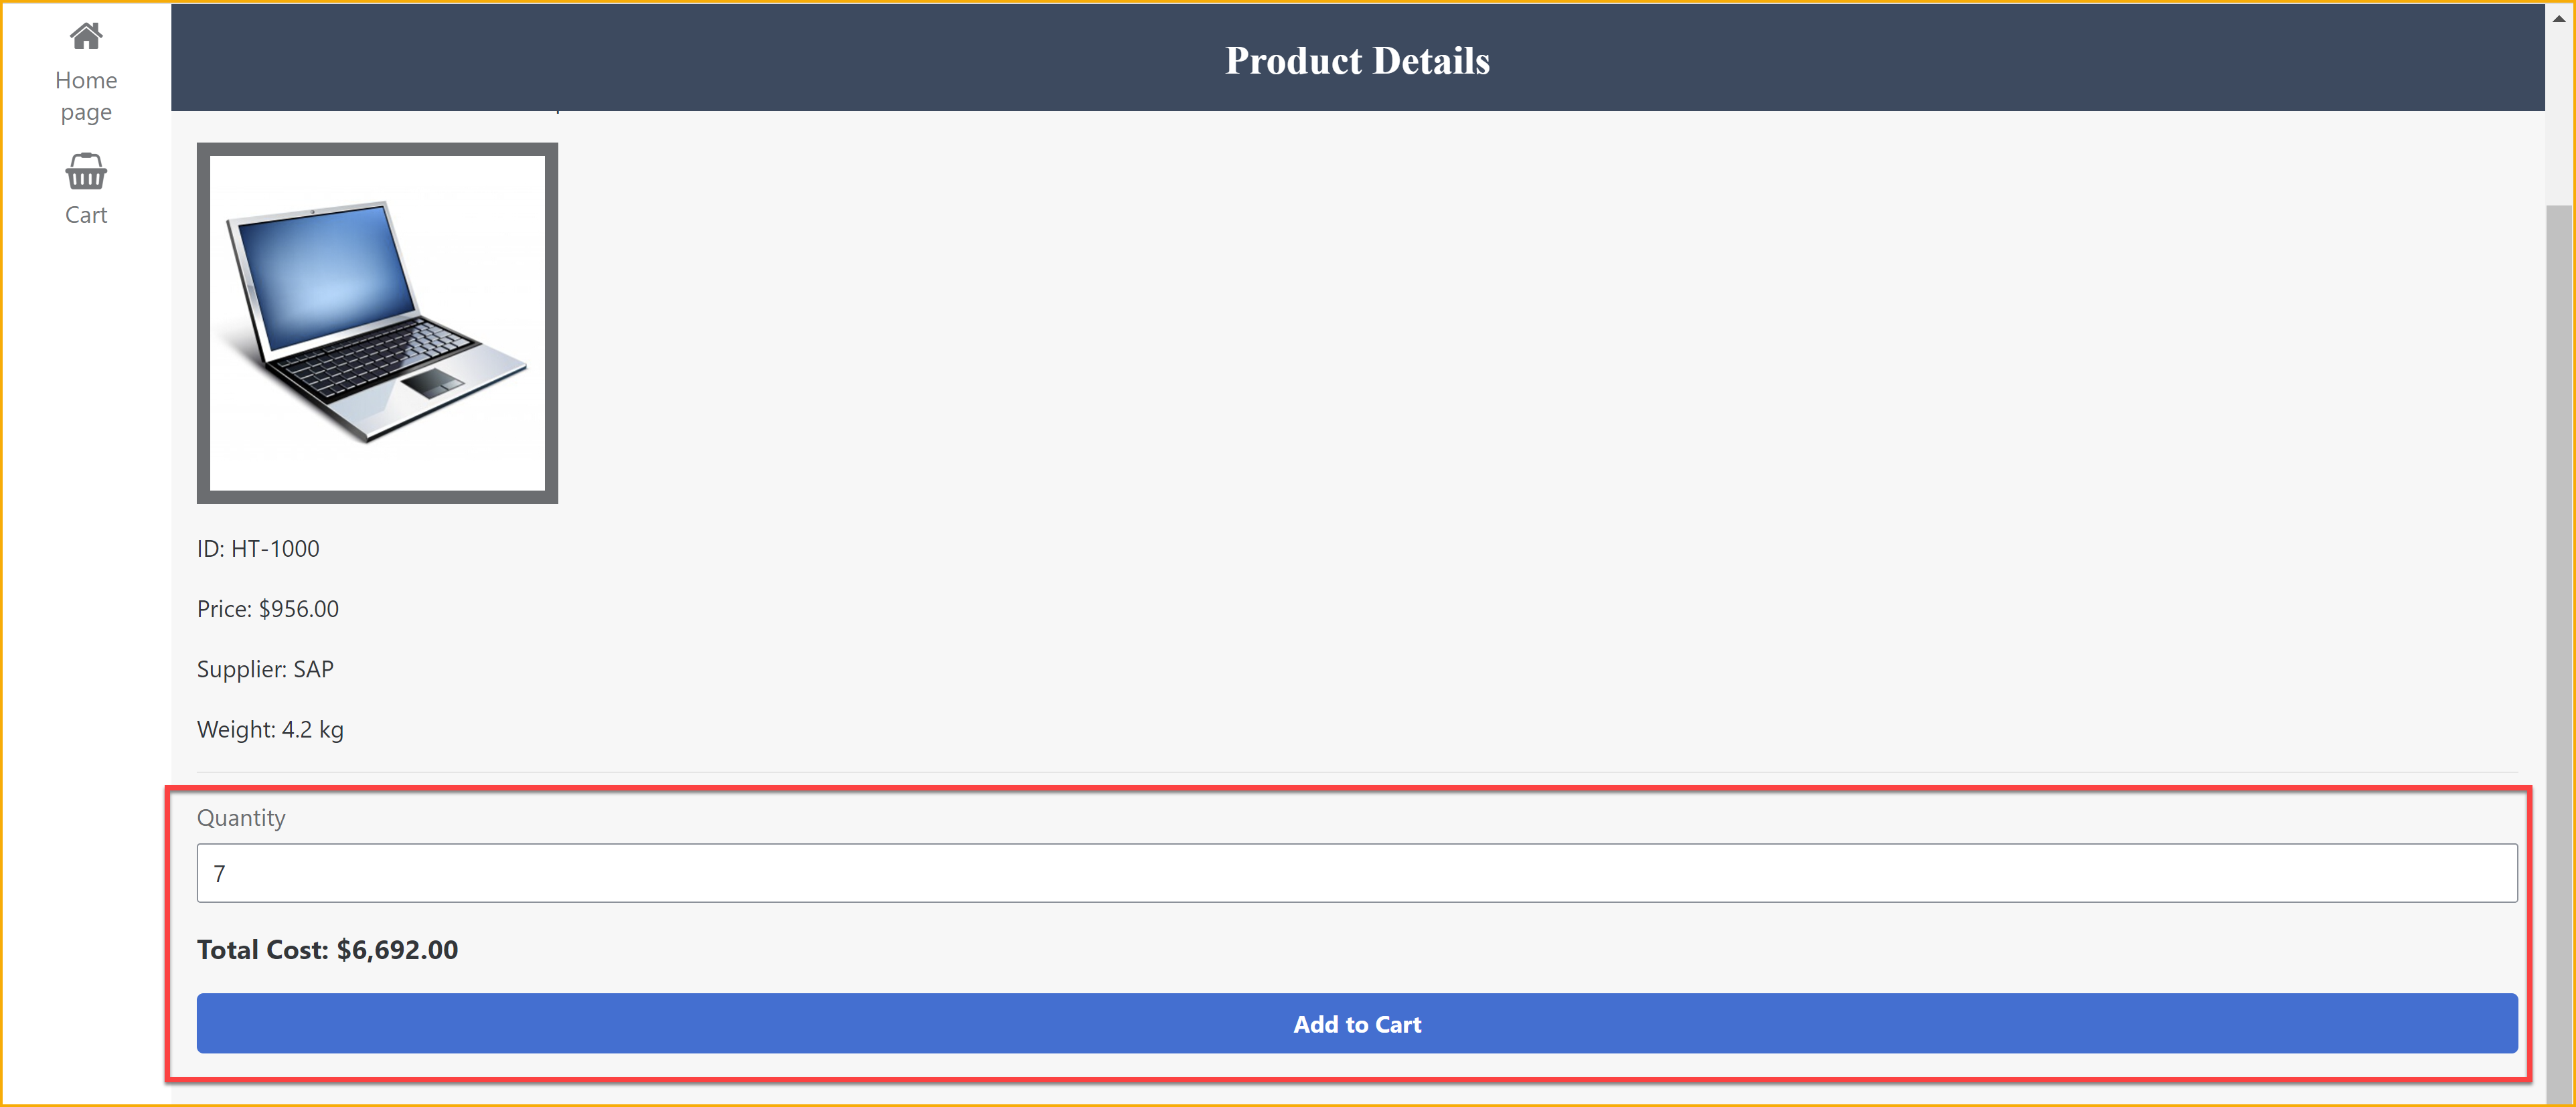 Home
page
Cart
Product Details
ID: HT-1000
Price: $956.00
Supplier: SAP
Weight: 4.2 kg
Quantity
7
Total Cost: $6,692.00
Add to Cart